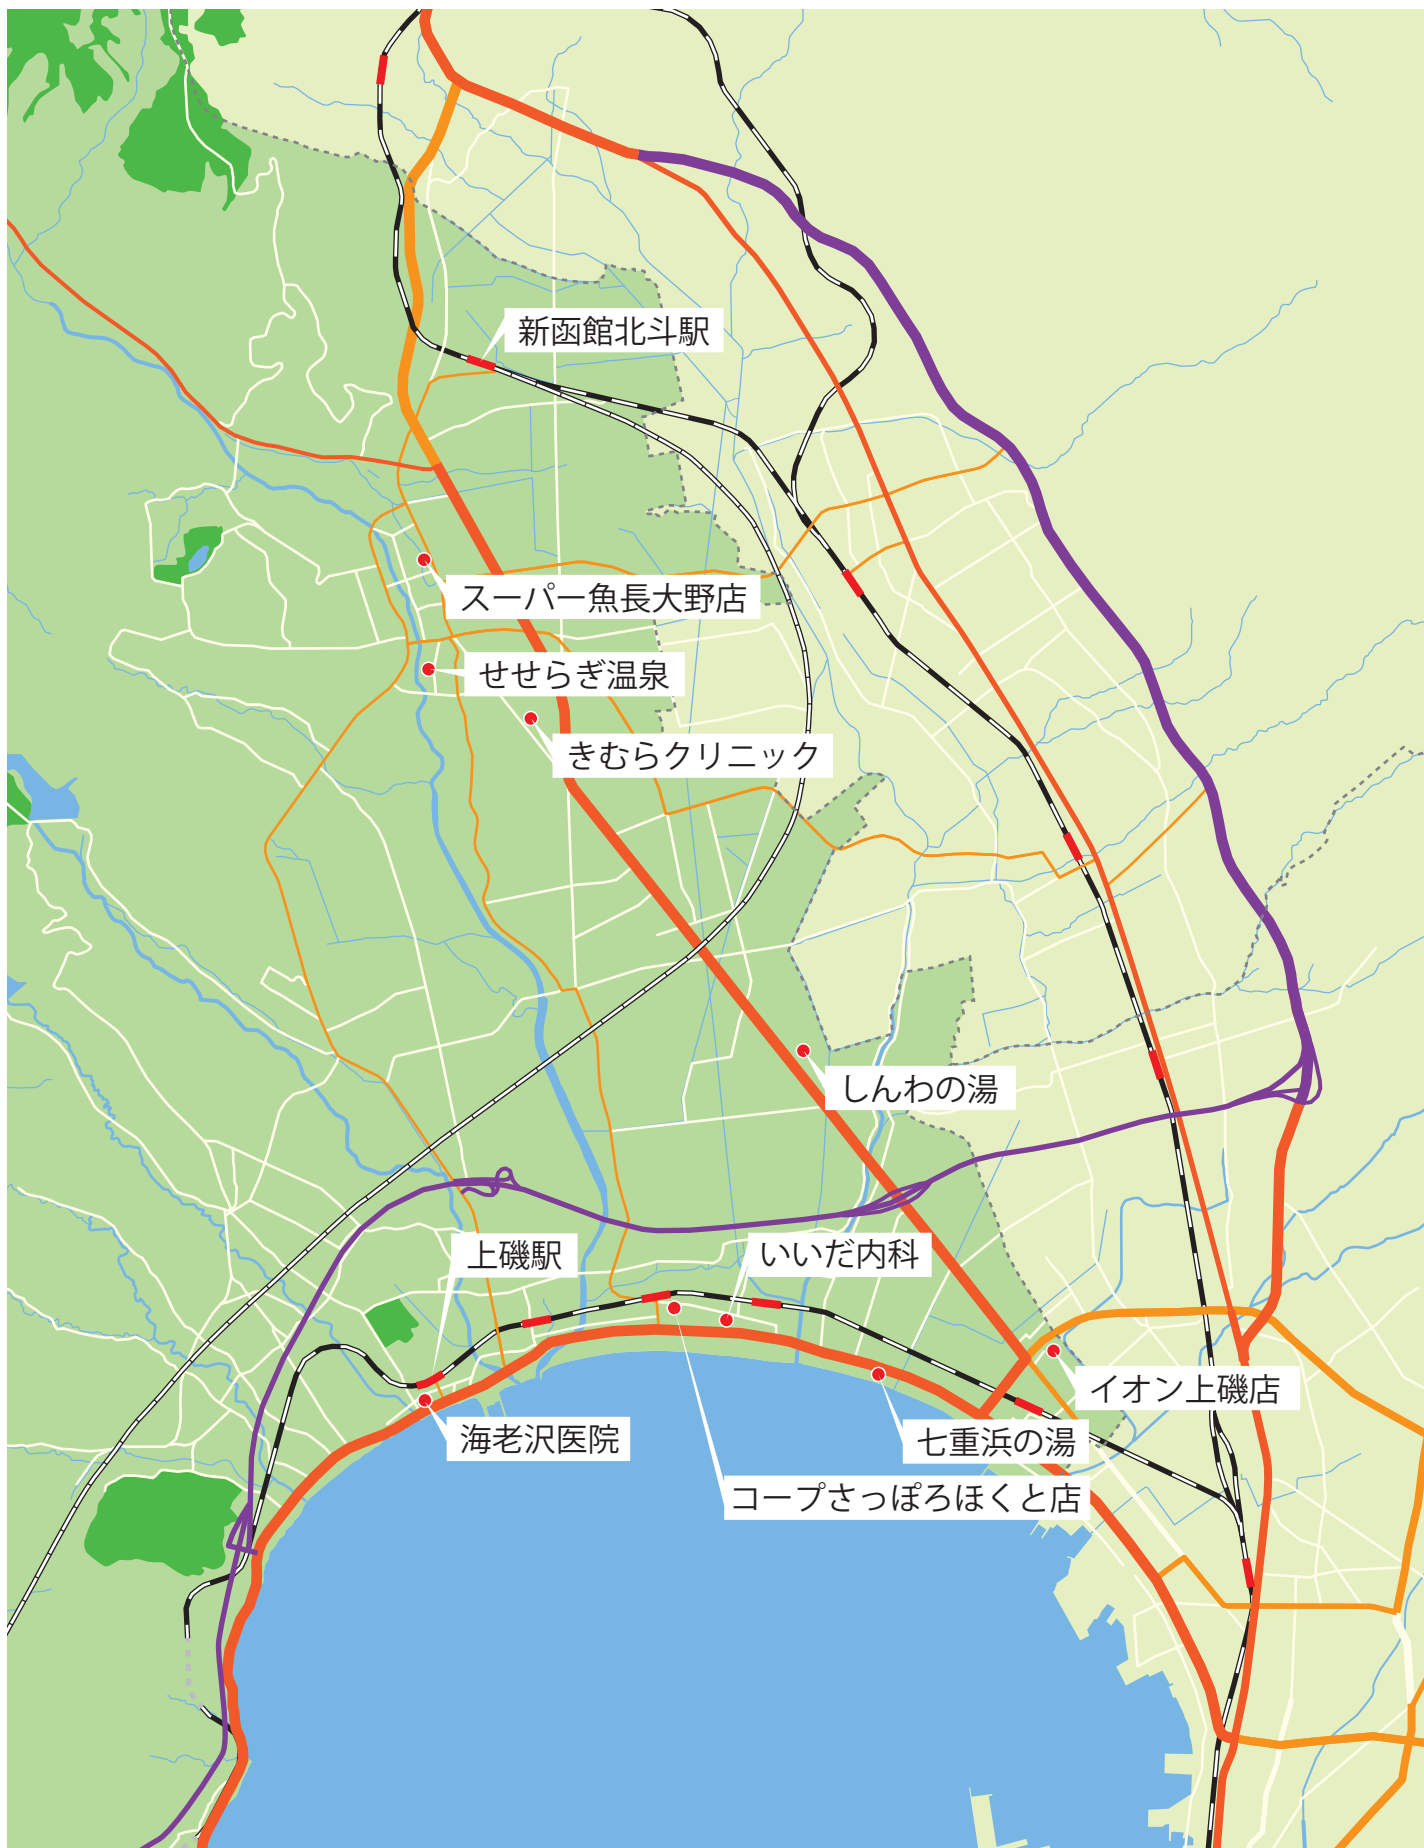 新函館北斗駅
スーパー魚長大野店
せせらぎ温泉
きむらクリニック
しんわの湯
上磯駅
いいだ内科
イオン上磯店
海老沢医院
七重浜の湯
コープさっぽろほくと店